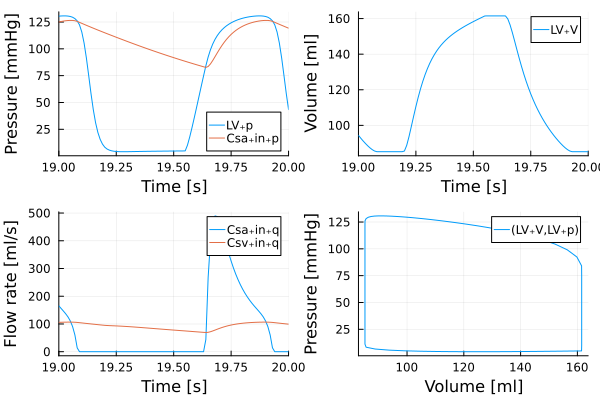 Pressure [mmHg]
125
100
75
50
25
LV₊p
Csa₊in₊p
19.00 19.25 19.50 19.75 20.00
Time [s]
Volume [ml]
160
140
120
100
LV₊V
19.00 19.25 19.50 19.75 20.00
Time [s]
Flow rate [ml/s]
500
400
300
200
100
0
Csa₊in₊q
Csv₊in₊q
19.00 19.25 19.50 19.75 20.00
Time [s]
Pressure [mmHg]
125
100
75
50
25
(LV₊V,LV₊p)
100 120 140 160
Volume [ml]